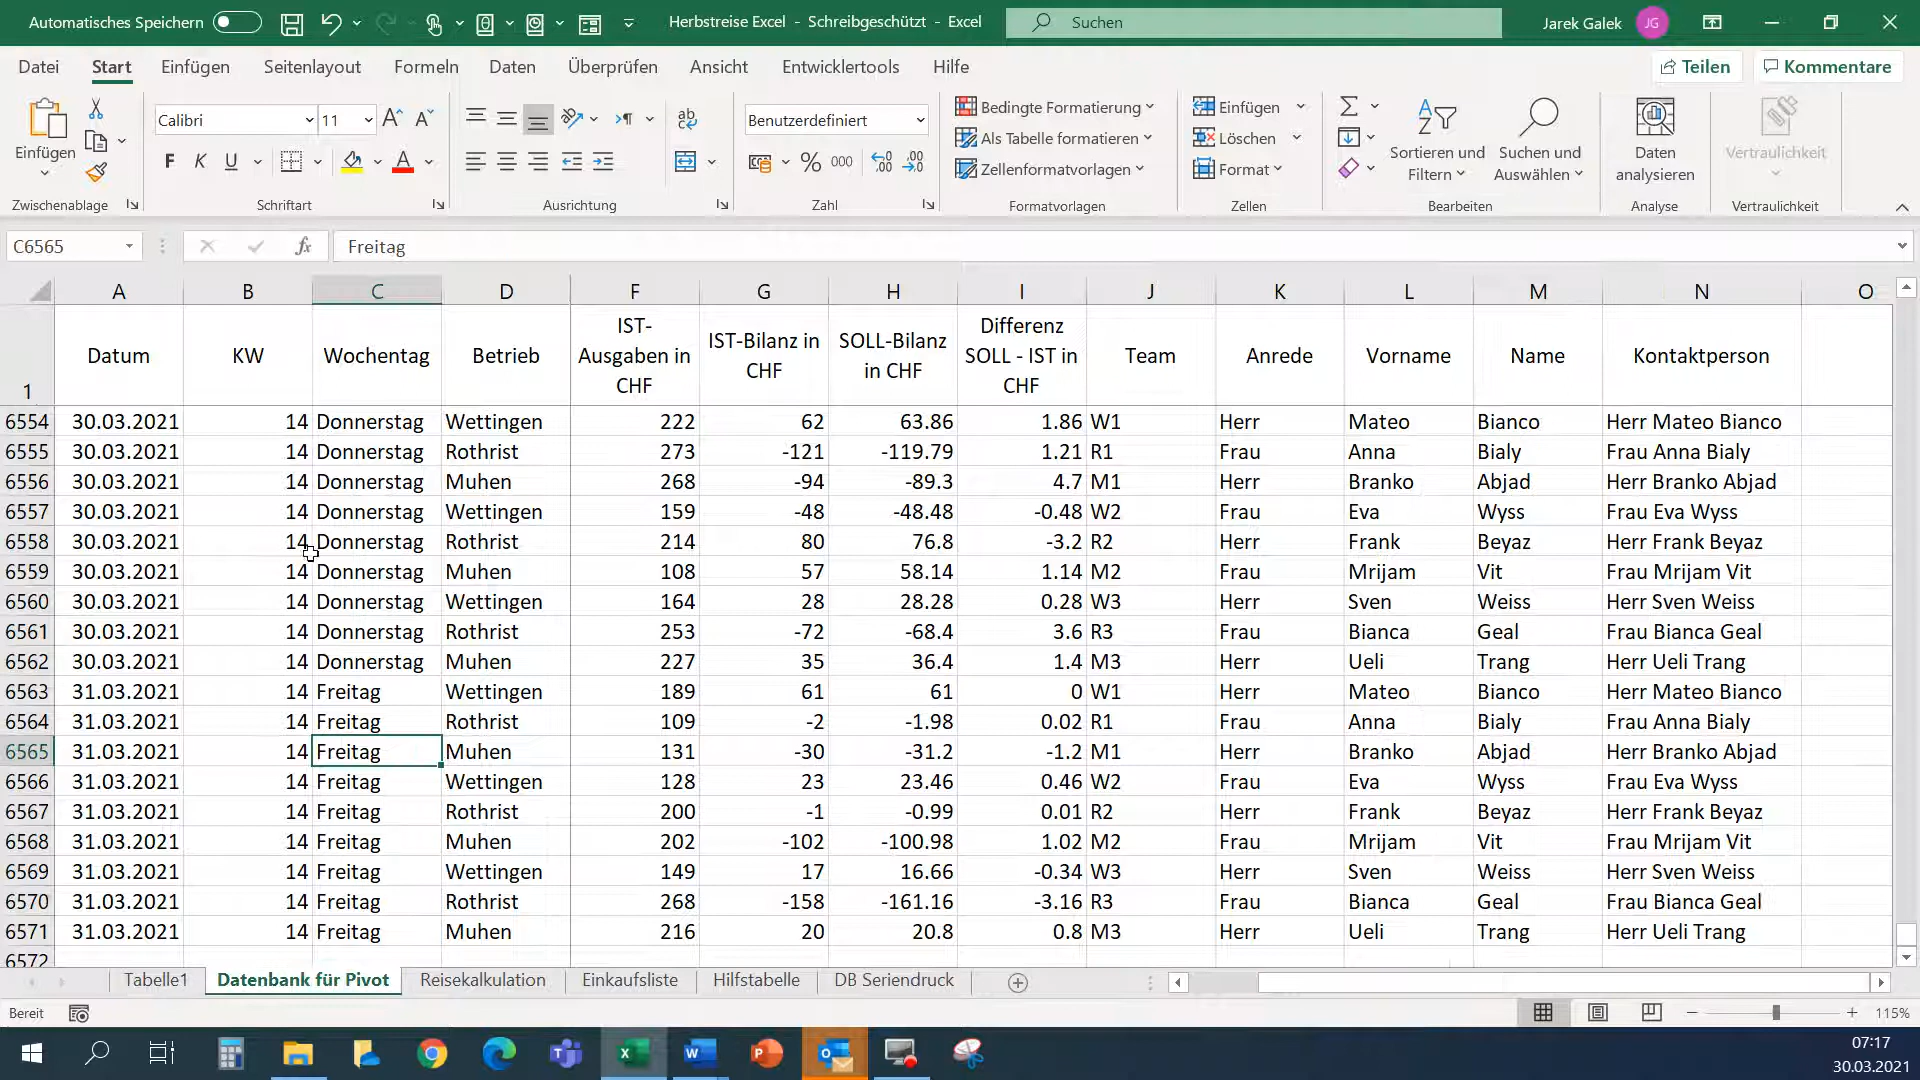 Automatisches Speichern Herbstreise Excel - Schreibgeschützt - Excel Suchen Jarek Galek JG
Datei Start Einfügen Seitenlayout Formeln Daten Überprüfen Ansicht Entwicklertools Hilfe Teilen Kommentare
Calibri 11 Benutzerdefiniert Bedingte Formatierung Einfügen
Einfügen Als Tabelle formatieren Löschen Sortieren und Filtern Suchen und Auswählen Daten analysieren Vertraulichkeit
F K U % 000 Zellenformatvorlagen Format
Zwischenablage Schriftart Ausrichtung Zahl Formatvorlagen Zellen Bearbeiten Analyse Vertraulichkeit
C6565 fx Freitag
A B C D F G H I J K L M N O
1 Datum KW Wochentag Betrieb IST-Ausgaben in CHF IST-Bilanz in CHF SOLL-Bilanz in CHF Differenz SOLL - IST in CHF Team Anrede Vorname Name Kontaktperson
6554 30.03.2021 14 Donnerstag Wettingen 222 62 63.86 1.86 W1 Herr Mateo Bianco Herr Mateo Bianco
6555 30.03.2021 14 Donnerstag Rothrist 273 -121 -119.79 1.21 R1 Frau Anna Bialy Frau Anna Bialy
6556 30.03.2021 14 Donnerstag Muhen 268 -94 -89.3 4.7 M1 Herr Branko Abjad Herr Branko Abjad
6557 30.03.2021 14 Donnerstag Wettingen 159 -48 -48.48 -0.48 W2 Frau Eva Wyss Frau Eva Wyss
6558 30.03.2021 14 Donnerstag Rothrist 214 80 76.8 -3.2 R2 Herr Frank Beyaz Herr Frank Beyaz
6559 30.03.2021 14 Donnerstag Muhen 108 57 58.14 1.14 M2 Frau Mrijam Vit Frau Mrijam Vit
6560 30.03.2021 14 Donnerstag Wettingen 164 28 28.28 0.28 W3 Herr Sven Weiss Herr Sven Weiss
6561 30.03.2021 14 Donnerstag Rothrist 253 -72 -68.4 3.6 R3 Frau Bianca Geal Frau Bianca Geal
6562 30.03.2021 14 Donnerstag Muhen 227 35 36.4 1.4 M3 Herr Ueli Trang Herr Ueli Trang
6563 31.03.2021 14 Freitag Wettingen 189 61 61 0 W1 Herr Mateo Bianco Herr Mateo Bianco
6564 31.03.2021 14 Freitag Rothrist 109 -2 -1.98 0.02 R1 Frau Anna Bialy Frau Anna Bialy
6565 31.03.2021 14 Freitag Muhen 131 -30 -31.2 -1.2 M1 Herr Branko Abjad Herr Branko Abjad
6566 31.03.2021 14 Freitag Wettingen 128 23 23.46 0.46 W2 Frau Eva Wyss Frau Eva Wyss
6567 31.03.2021 14 Freitag Rothrist 200 -1 -0.99 0.01 R2 Herr Frank Beyaz Herr Frank Beyaz
6568 31.03.2021 14 Freitag Muhen 202 -102 -100.98 1.02 M2 Frau Mrijam Vit Frau Mrijam Vit
6569 31.03.2021 14 Freitag Wettingen 149 17 16.66 -0.34 W3 Herr Sven Weiss Herr Sven Weiss
6570 31.03.2021 14 Freitag Rothrist 268 -158 -161.16 -3.16 R3 Frau Bianca Geal Frau Bianca Geal
6571 31.03.2021 14 Freitag Muhen 216 20 20.8 0.8 M3 Herr Ueli Trang Herr Ueli Trang
6572
Tabelle1 Datenbank für Pivot Reisekalkulation Einkaufsliste Hilfstabelle DB Seriendruck
Bereit 115%
07:17
30.03.2021